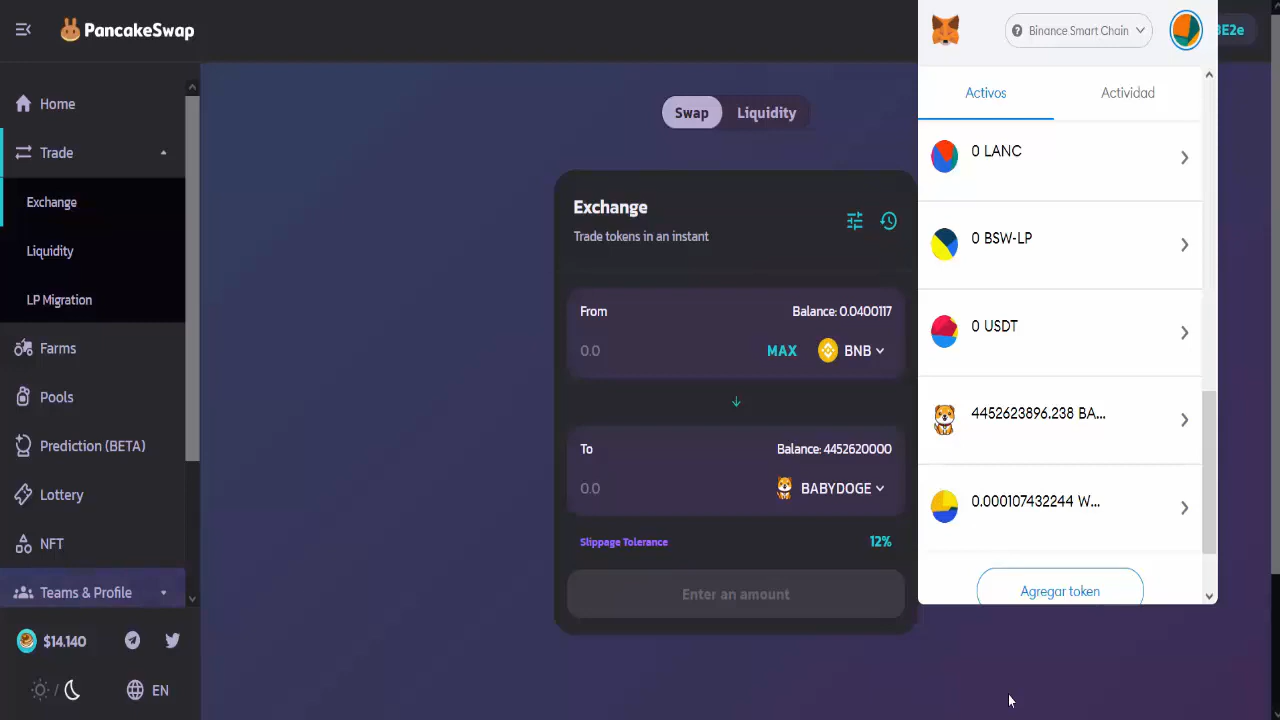 PancakeSwap
Home
Trade
Exchange
Liquidity
LP Migration
Farms
Pools
Prediction (BETA)
Lottery
NFT
Teams & Profile
$14.140
/
EN
Swap
Liquidity
Exchange
Trade tokens in an instant
From
Balance: 0.0400117
0.0
MAX
BNB
To
Balance: 4452620000
0.0
BABYDOGE
Slippage Tolerance
12%
Enter an amount
Binance Smart Chain
Activos
Actividad
0 LANC
0 BSW-LP
0 USDT
4452623896.238 BA...
0.000107432244 W...
Agregar token